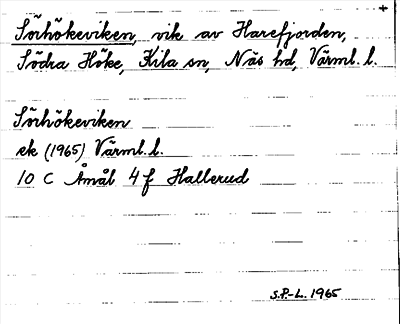 Sörhökeviken, vik av Harefjorden,
Södra Höke, Kila sn, Näs hd, Värml. l.
Sörhökeviken
ek (1965) Värml. l.
10 C Åmål 4 f Hallerud
S.P.-L. 1965